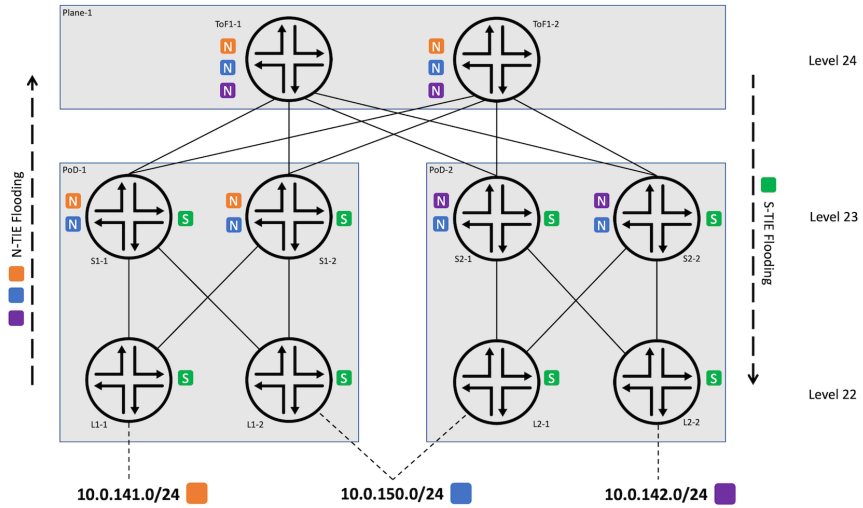 Plane-1
ToF1-1
ToF1-2
N
N
N
N
N
N
Level 24
N-TIE Flooding
S-TIE Flooding
PoD-1
PoD-2
N
N
S
N
N
S
N
N
S
N
N
S
Level 23
S1-1
S1-2
S2-1
S2-2
S
S
S
S
Level 22
L1-1
L1-2
L2-1
L2-2
10.0.141.0/24
10.0.150.0/24
10.0.142.0/24